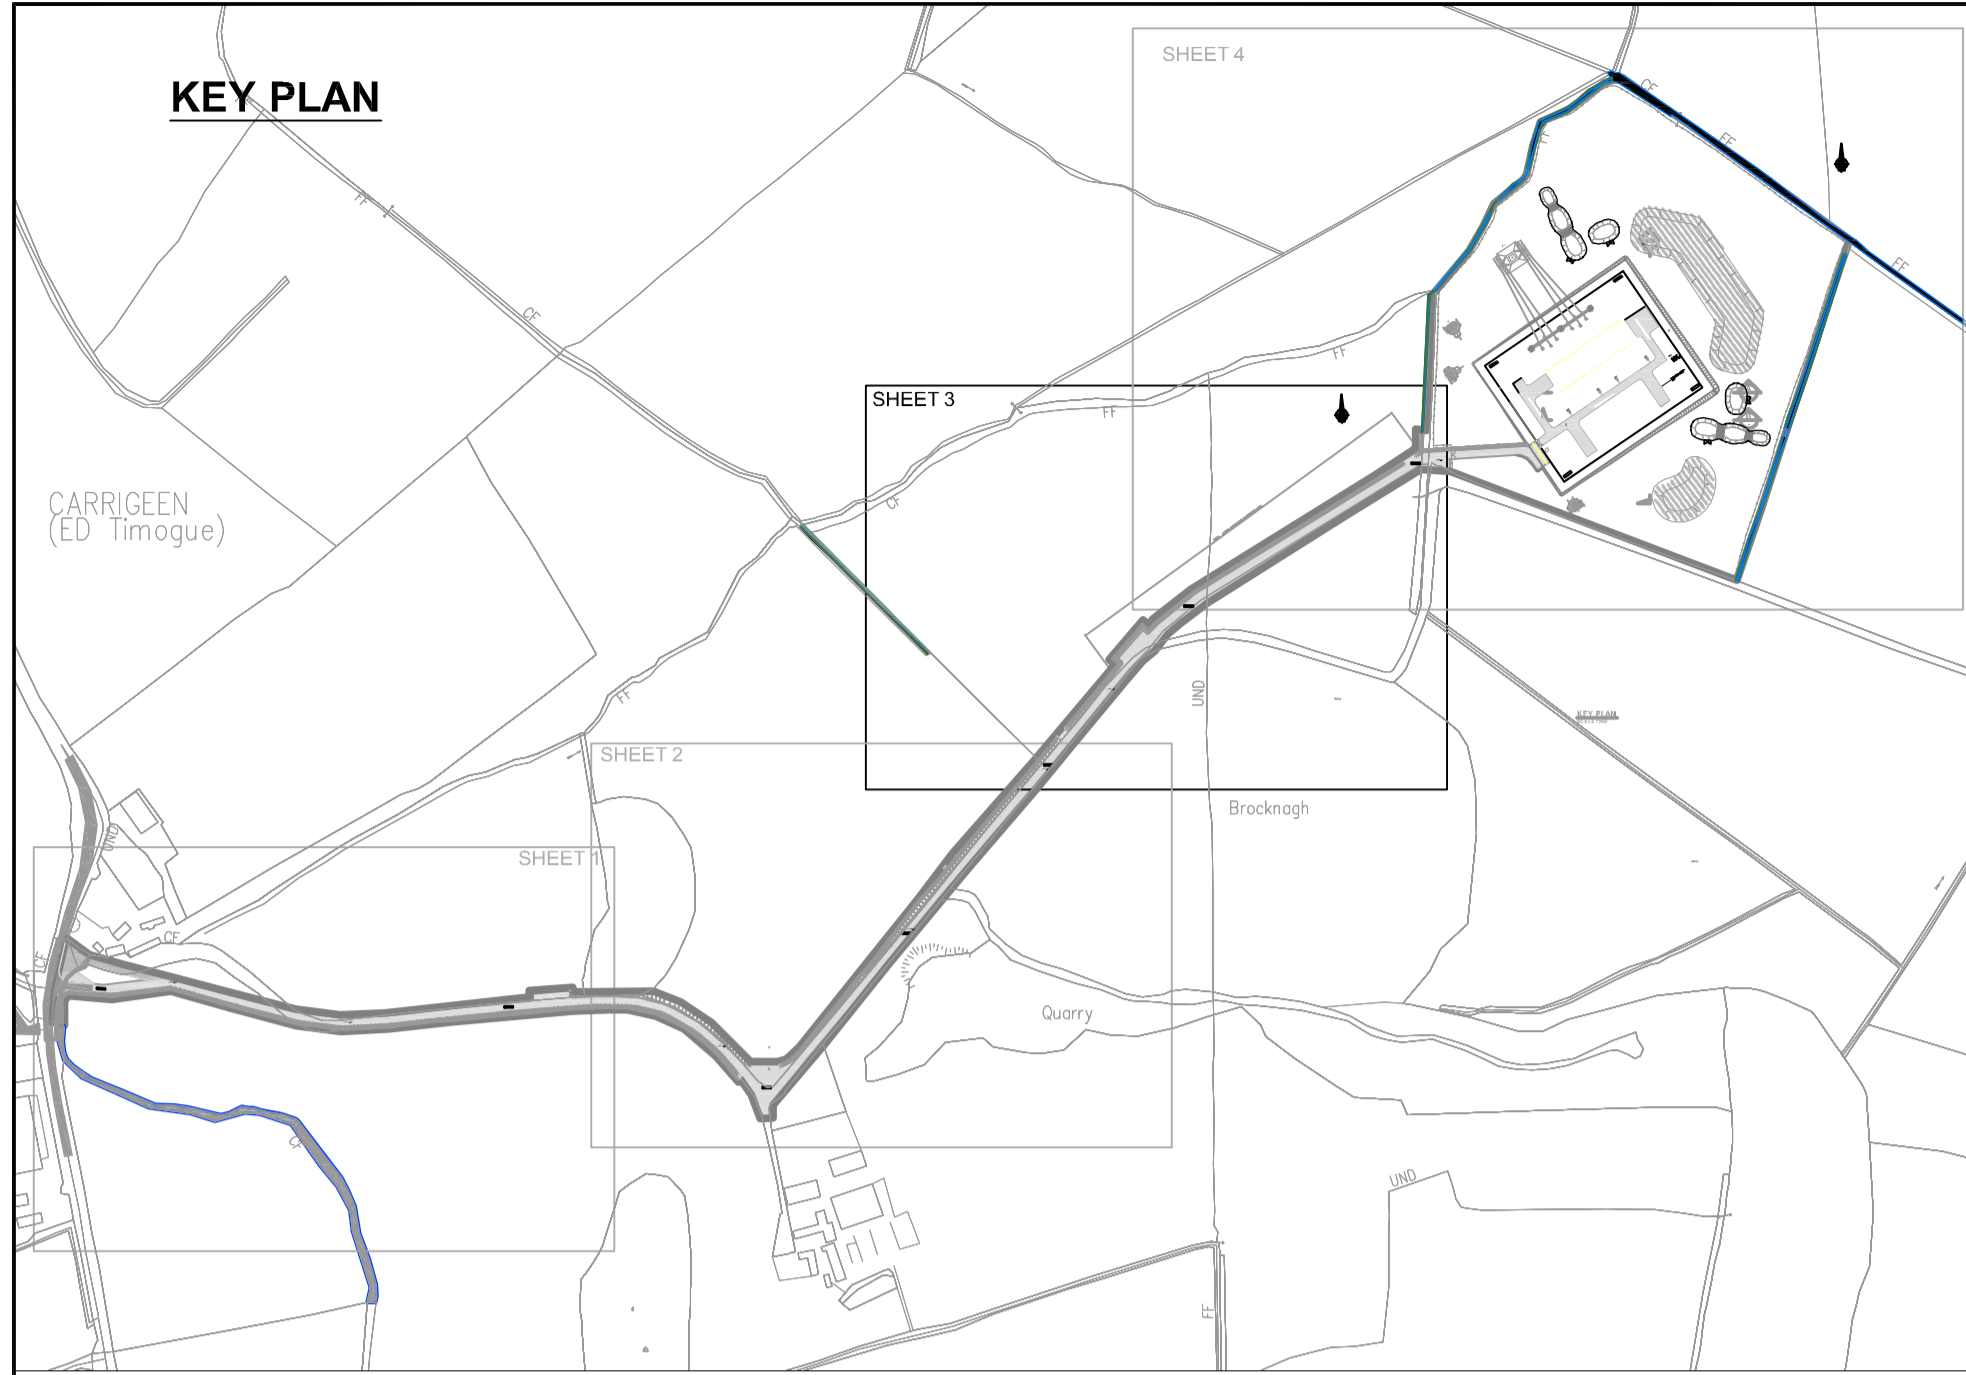 SHEET 4
KEY PLAN
CF
FF
FF
FF
FF
CF
FF
SHEET 3
FF
CARRIGEEN
(ED Timogue)
CF
FF
UND
KEY PLAN
SHEET 2
Brocknagh
UND
SHEET 1
CF
CF
Quarry
CF
UND
FF